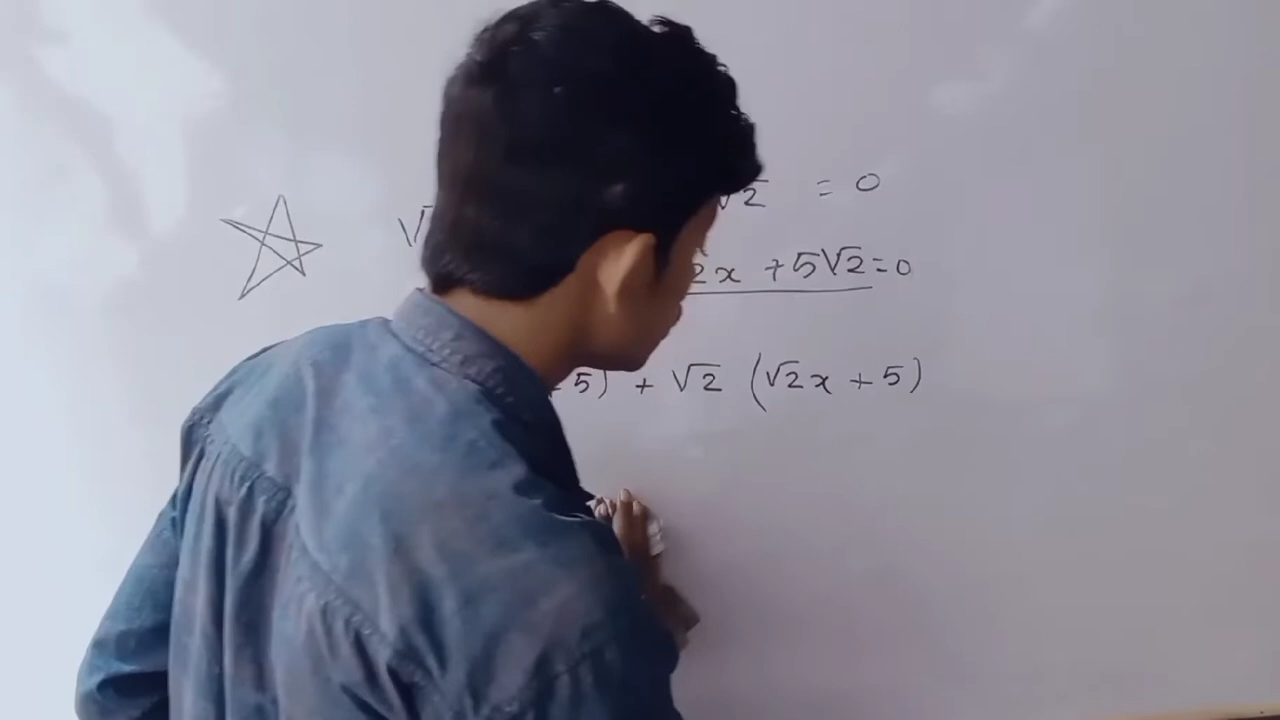 √2 = 0
2x + 5√2 = 0
5) + √2 (√2x + 5)